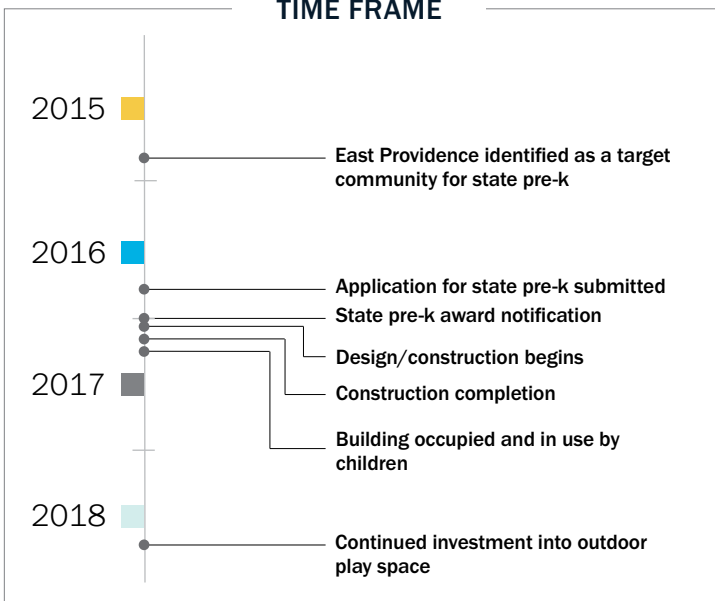 TIME FRAME
2015
East Providence identified as a target
community for state pre-k
2016
Application for state pre-k submitted
State pre-k award notification
Design/construction begins
2017
Construction completion
Building occupied and in use by
children
2018
Continued investment into outdoor
play space